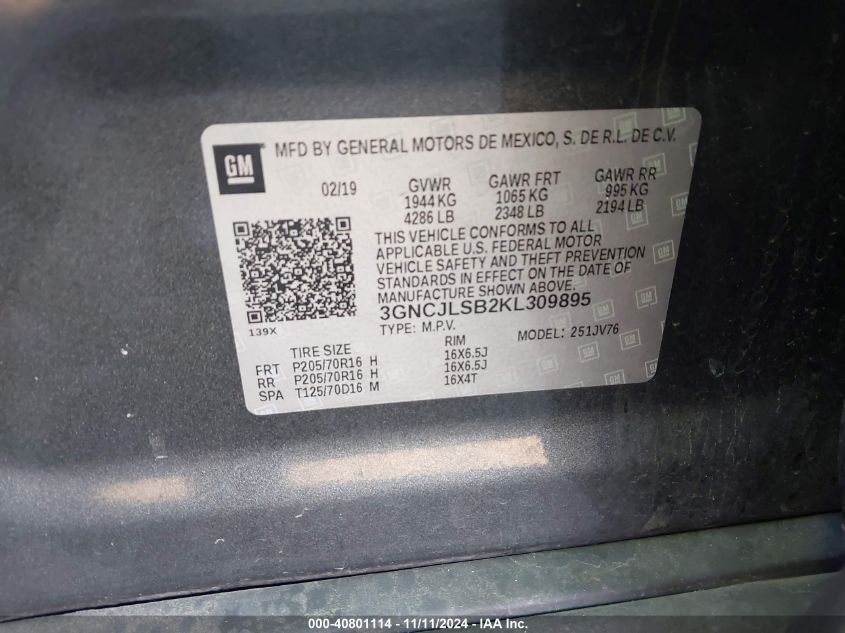 GM
MFD BY GENERAL MOTORS DE MEXICO, S. DE R.L. DE C.V.
02/19
GVWR GAWR FRT GAWR RR
1944 KG 1065 KG 995 KG
4286 LB 2348 LB 2194 LB
THIS VEHICLE CONFORMS TO ALL
APPLICABLE U.S. FEDERAL MOTOR
VEHICLE SAFETY AND THEFT PREVENTION
STANDARDS IN EFFECT ON THE DATE OF
MANUFACTURE SHOWN ABOVE.
139X
3GNCJLSB2KL309895
TYPE: M.P.V. MODEL: 251JV76
TIRE SIZE RIM
FRT P205/70R16 H 16X6.5J
RR P205/70R16 H 16X6.5J
SPA T125/70D16 M 16X4T
000-40801114 - 11/11/2024 - IAA Inc.